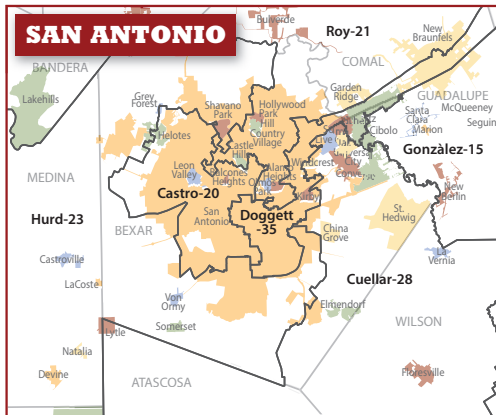 SAN ANTONIO
Bulverde
Roy-21
New
Braunfels
BANDERA
COMAL
Lakehills
Grey
Forest
Shavano
Park
Hollywood
Park
Hill
Country
Village
Garden
Ridge
GUADALUPE
McQueeney
Santa
Clara
Marion
Seguin
Cibolo
Helotes
Castle
Hills
Live
Windcrest
Gonzàlez-15
Leon
Valley
Balcones
Heights
Alamo
Heights
Olmos
Park
MEDINA
Castro-20
Kirby
New
Berlin
Hurd-23
San
Antonio
Doggett
-35
St.
Hedwig
BEXAR
China
Grove
La
Vernia
Castroville
Cuellar-28
LaCoste
Von
Ormy
Elmendorf
Somerset
WILSON
Lytle
Natalia
Devine
ATASCOSA
Floresville